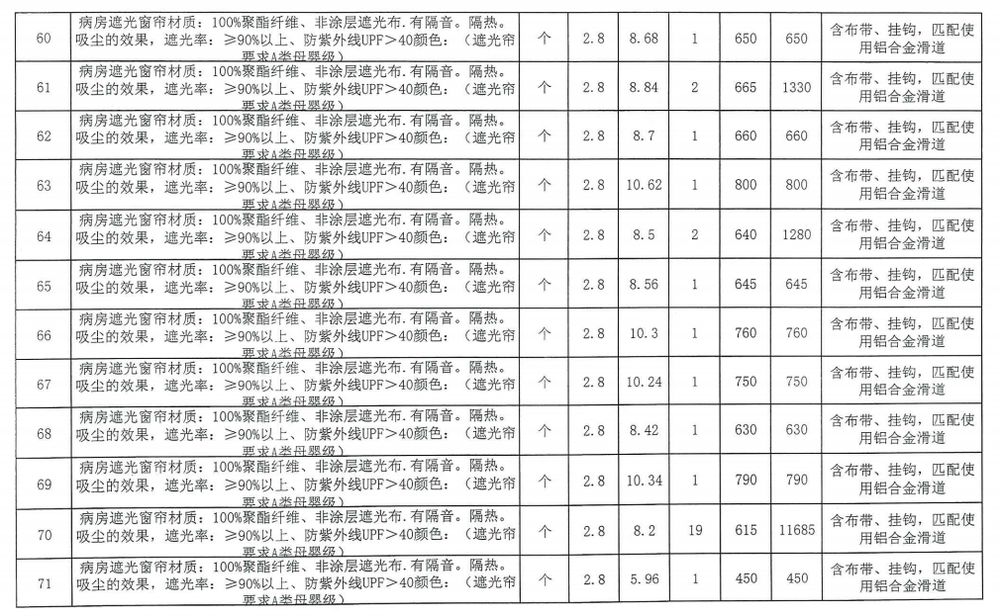 60
病房遮光窗帘材质：100%聚酯纤维、非涂层遮光布.有隔音。隔热。
吸尘的效果，遮光率：≥90%以上、防紫外线UPF＞40颜色：（遮光帘
要求A类母婴级）
个 2.8 8.68 1 650 650
含布带、挂钩，匹配使
用铝合金滑道
61
病房遮光窗帘材质：100%聚酯纤维、非涂层遮光布.有隔音。隔热。
吸尘的效果，遮光率：≥90%以上、防紫外线UPF＞40颜色：（遮光帘
要求A类母婴级）
个 2.8 8.84 2 665 1330
含布带、挂钩，匹配使
用铝合金滑道
62
病房遮光窗帘材质：100%聚酯纤维、非涂层遮光布.有隔音。隔热。
吸尘的效果，遮光率：≥90%以上、防紫外线UPF＞40颜色：（遮光帘
要求A类母婴级）
个 2.8 8.7 1 660 660
含布带、挂钩，匹配使
用铝合金滑道
63
病房遮光窗帘材质：100%聚酯纤维、非涂层遮光布.有隔音。隔热。
吸尘的效果，遮光率：≥90%以上、防紫外线UPF＞40颜色：（遮光帘
要求A类母婴级）
个 2.8 10.62 1 800 800
含布带、挂钩，匹配使
用铝合金滑道
64
病房遮光窗帘材质：100%聚酯纤维、非涂层遮光布.有隔音。隔热。
吸尘的效果，遮光率：≥90%以上、防紫外线UPF＞40颜色：（遮光帘
要求A类母婴级）
个 2.8 8.5 2 640 1280
含布带、挂钩，匹配使
用铝合金滑道
65
病房遮光窗帘材质：100%聚酯纤维、非涂层遮光布.有隔音。隔热。
吸尘的效果，遮光率：≥90%以上、防紫外线UPF＞40颜色：（遮光帘
要求A类母婴级）
个 2.8 8.56 1 645 645
含布带、挂钩，匹配使
用铝合金滑道
66
病房遮光窗帘材质：100%聚酯纤维、非涂层遮光布.有隔音。隔热。
吸尘的效果，遮光率：≥90%以上、防紫外线UPF＞40颜色：（遮光帘
要求A类母婴级）
个 2.8 10.3 1 760 760
含布带、挂钩，匹配使
用铝合金滑道
67
病房遮光窗帘材质：100%聚酯纤维、非涂层遮光布.有隔音。隔热。
吸尘的效果，遮光率：≥90%以上、防紫外线UPF＞40颜色：（遮光帘
要求A类母婴级）
个 2.8 10.24 1 750 750
含布带、挂钩，匹配使
用铝合金滑道
68
病房遮光窗帘材质：100%聚酯纤维、非涂层遮光布.有隔音。隔热。
吸尘的效果，遮光率：≥90%以上、防紫外线UPF＞40颜色：（遮光帘
要求A类母婴级）
个 2.8 8.42 1 630 630
含布带、挂钩，匹配使
用铝合金滑道
69
病房遮光窗帘材质：100%聚酯纤维、非涂层遮光布.有隔音。隔热。
吸尘的效果，遮光率：≥90%以上、防紫外线UPF＞40颜色：（遮光帘
要求A类母婴级）
个 2.8 10.34 1 790 790
含布带、挂钩，匹配使
用铝合金滑道
70
病房遮光窗帘材质：100%聚酯纤维、非涂层遮光布.有隔音。隔热。
吸尘的效果，遮光率：≥90%以上、防紫外线UPF＞40颜色：（遮光帘
要求A类母婴级）
个 2.8 8.2 19 615 11685
含布带、挂钩，匹配使
用铝合金滑道
71
病房遮光窗帘材质：100%聚酯纤维、非涂层遮光布.有隔音。隔热。
吸尘的效果，遮光率：≥90%以上、防紫外线UPF＞40颜色：（遮光帘
要求A类母婴级）
个 2.8 5.96 1 450 450
含布带、挂钩，匹配使
用铝合金滑道